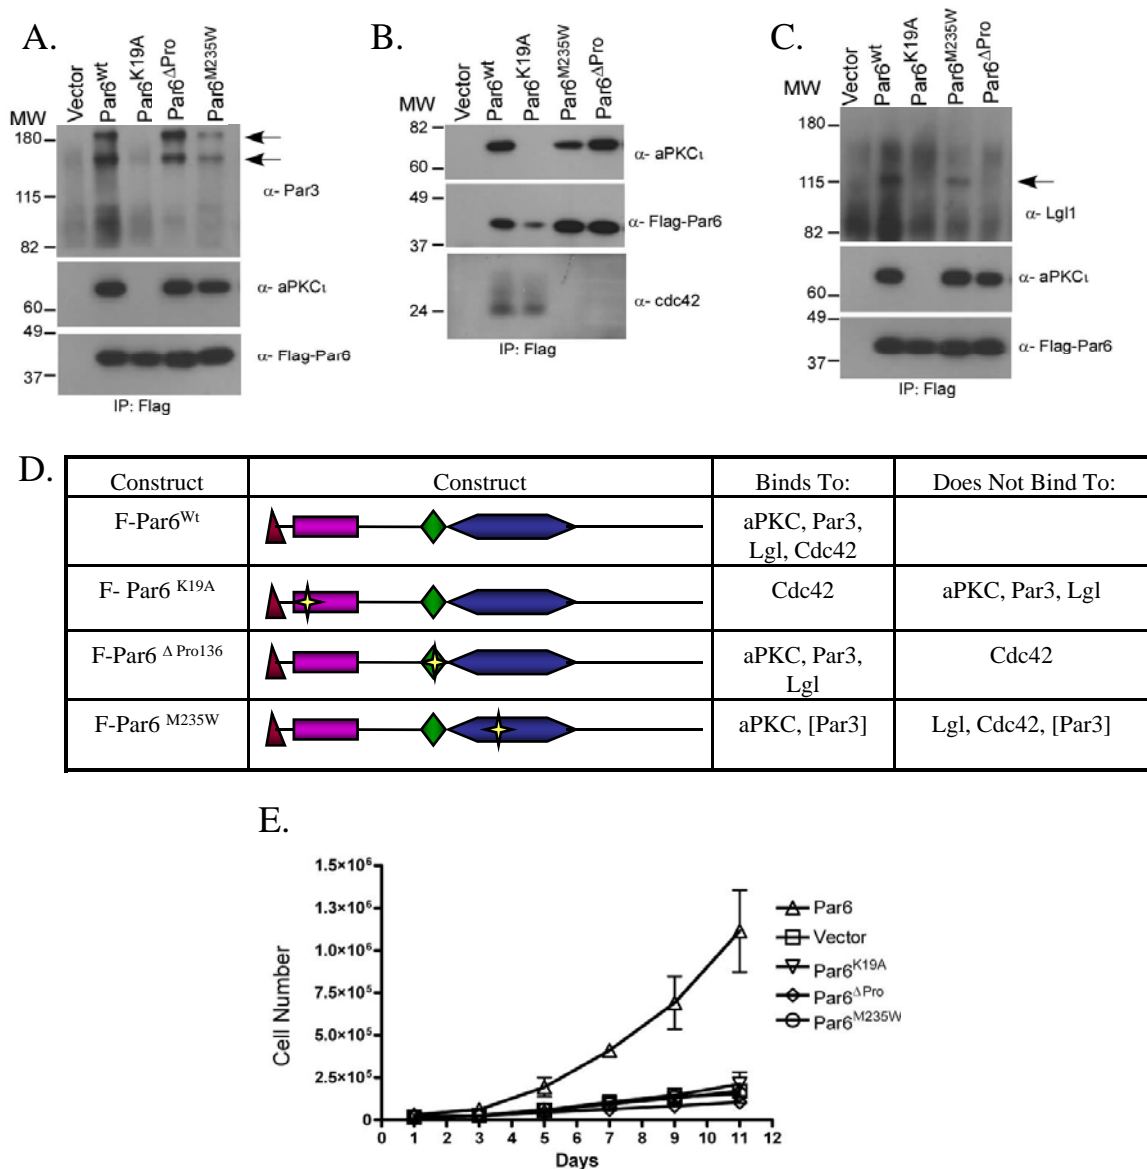 A.
Vector
Par6wt
Par6K19A
Par6ΔPro
Par6M235W
MW
180
115
82
60
49
37
α- Par3
α- aPKCι
α- Flag-Par6
IP: Flag
B.
Vector
Par6wt
Par6K19A
Par6M235W
Par6ΔPro
MW
82
60
49
37
24
α- aPKCι
α- Flag-Par6
α- cdc42
IP: Flag
C.
Vector
Par6wt
Par6K19A
Par6M235W
Par6ΔPro
MW
180
115
82
60
49
37
α- Lgl1
α- aPKCι
α- Flag-Par6
IP: Flag
D.
Construct Construct Binds To: Does Not Bind To:
F-Par6Wt aPKC, Par3,
Lgl, Cdc42
F- Par6 K19A Cdc42 aPKC, Par3, Lgl
F-Par6 Δ Pro136 aPKC, Par3, Cdc42
Lgl
F-Par6 M235W aPKC, [Par3] Lgl, Cdc42, [Par3]
E.
Cell Number
1.5×10⁶
1.3×10⁶
1.0×10⁶
7.5×10⁵
5.0×10⁵
2.5×10⁵
0
0 1 2 3 4 5 6 7 8 9 10 11 12
Days
Par6
Vector
Par6K19A
Par6ΔPro
Par6M235W